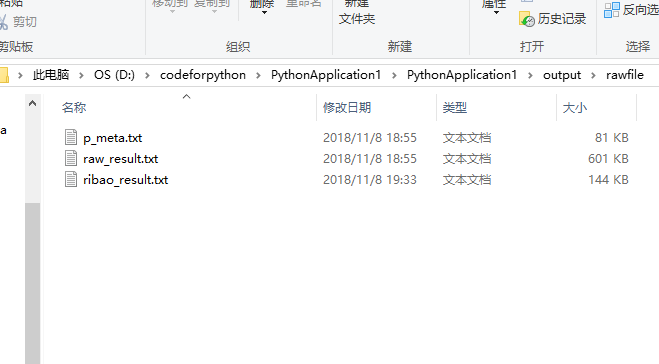 粘贴 移动到 复制到 删除 重命名 新建 属性
剪切 文件夹 历史记录 反向选
剪贴板 组织 新建 打开 选择
此电脑 > OS (D:) > codeforpython > PythonApplication1 > PythonApplication1 > output > rawfile
名称 修改日期 类型 大小
a
p_meta.txt 2018/11/8 18:55 文本文档 81 KB
raw_result.txt 2018/11/8 18:55 文本文档 601 KB
ribao_result.txt 2018/11/8 19:33 文本文档 144 KB